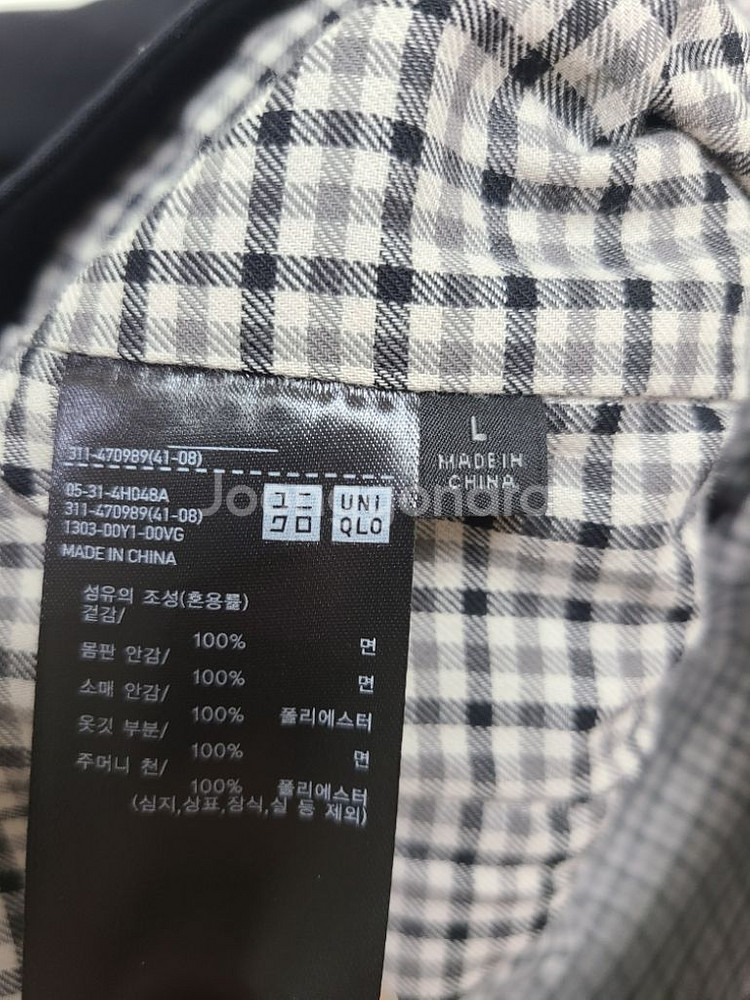 311-470989(41-08)
05-31-4H048A
311-470989(41-08)
1303-00Y1-00VG
MADE IN CHINA
ユニ
クロ
UNI
QLO
L
MADE IN
CHINA
Joonggonara
섬유의 조성(혼용률)
겉감/
100% 면
몸판 안감/
100% 면
소매 안감/
100% 폴리에스터
옷깃 부분/
100% 면
주머니 천/
100% 폴리에스터
(심지,상표,장식,실 등 제외)